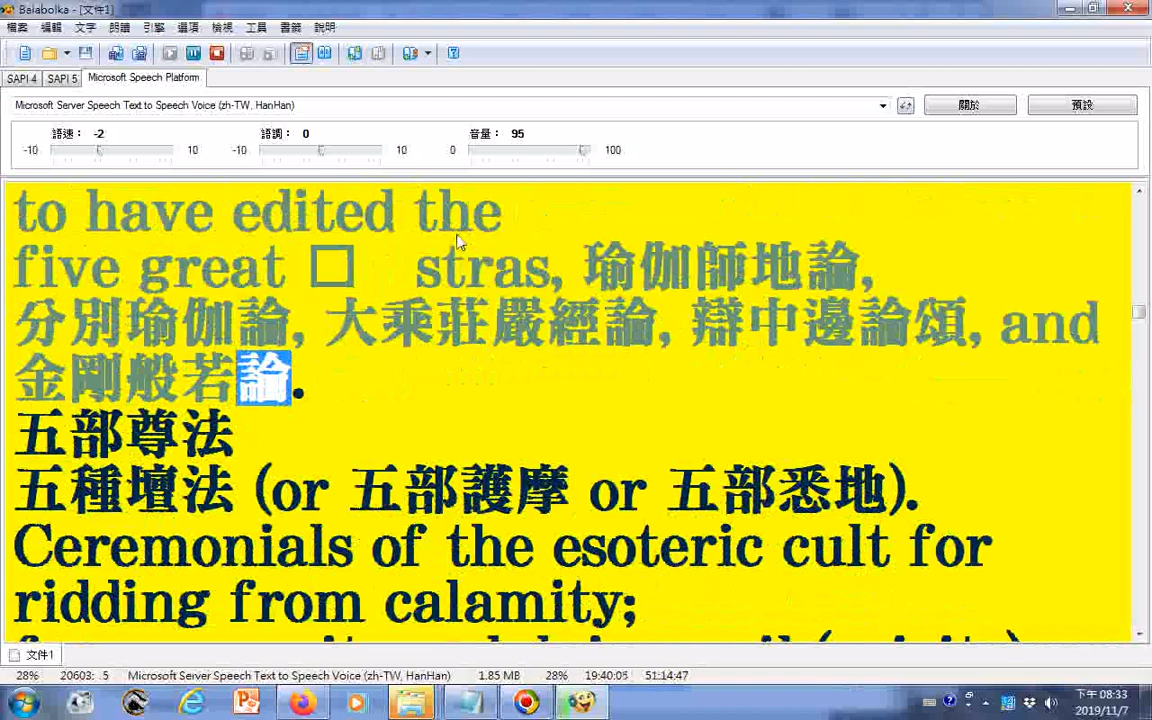 Balabolka - [文件1]
檔案 編輯 文字 朗讀 引擎 選項 檢視 工具 書籤 說明
SAPI 4 SAPI 5 Microsoft Speech Platform
Microsoft Server Speech Text to Speech Voice (zh-TW, HanHan) 關於 預設
語速： -2 語調： 0 音量： 95
-10 10 -10 10 0 100
to have edited the
five great □ stras, 瑜伽師地論,
分別瑜伽論, 大乘莊嚴經論, 辯中邊論頌, and
金剛般若論.
五部尊法
五種壇法 (or 五部護摩 or 五部悉地).
Ceremonials of the esoteric cult for
ridding from calamity;
文件1
28% 20603: 5 Microsoft Server Speech Text to Speech Voice (zh-TW, HanHan) 1.85 MB 28% 19:40:05 51:14:47
下午 08:33
2019/11/7